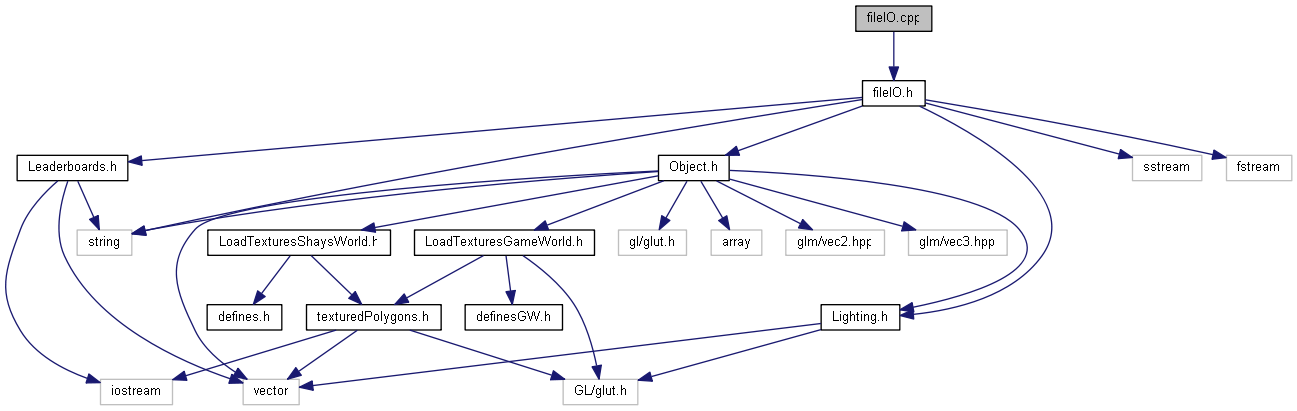 fileIO.cpp
fileIO.h
Leaderboards.h
Object.h
sstream
fstream
string
LoadTexturesShaysWorld.h
LoadTexturesGameWorld.h
gl/glut.h
array
glm/vec2.hpp
glm/vec3.hpp
defines.h
texturedPolygons.h
definesGW.h
Lighting.h
iostream
vector
GL/glut.h